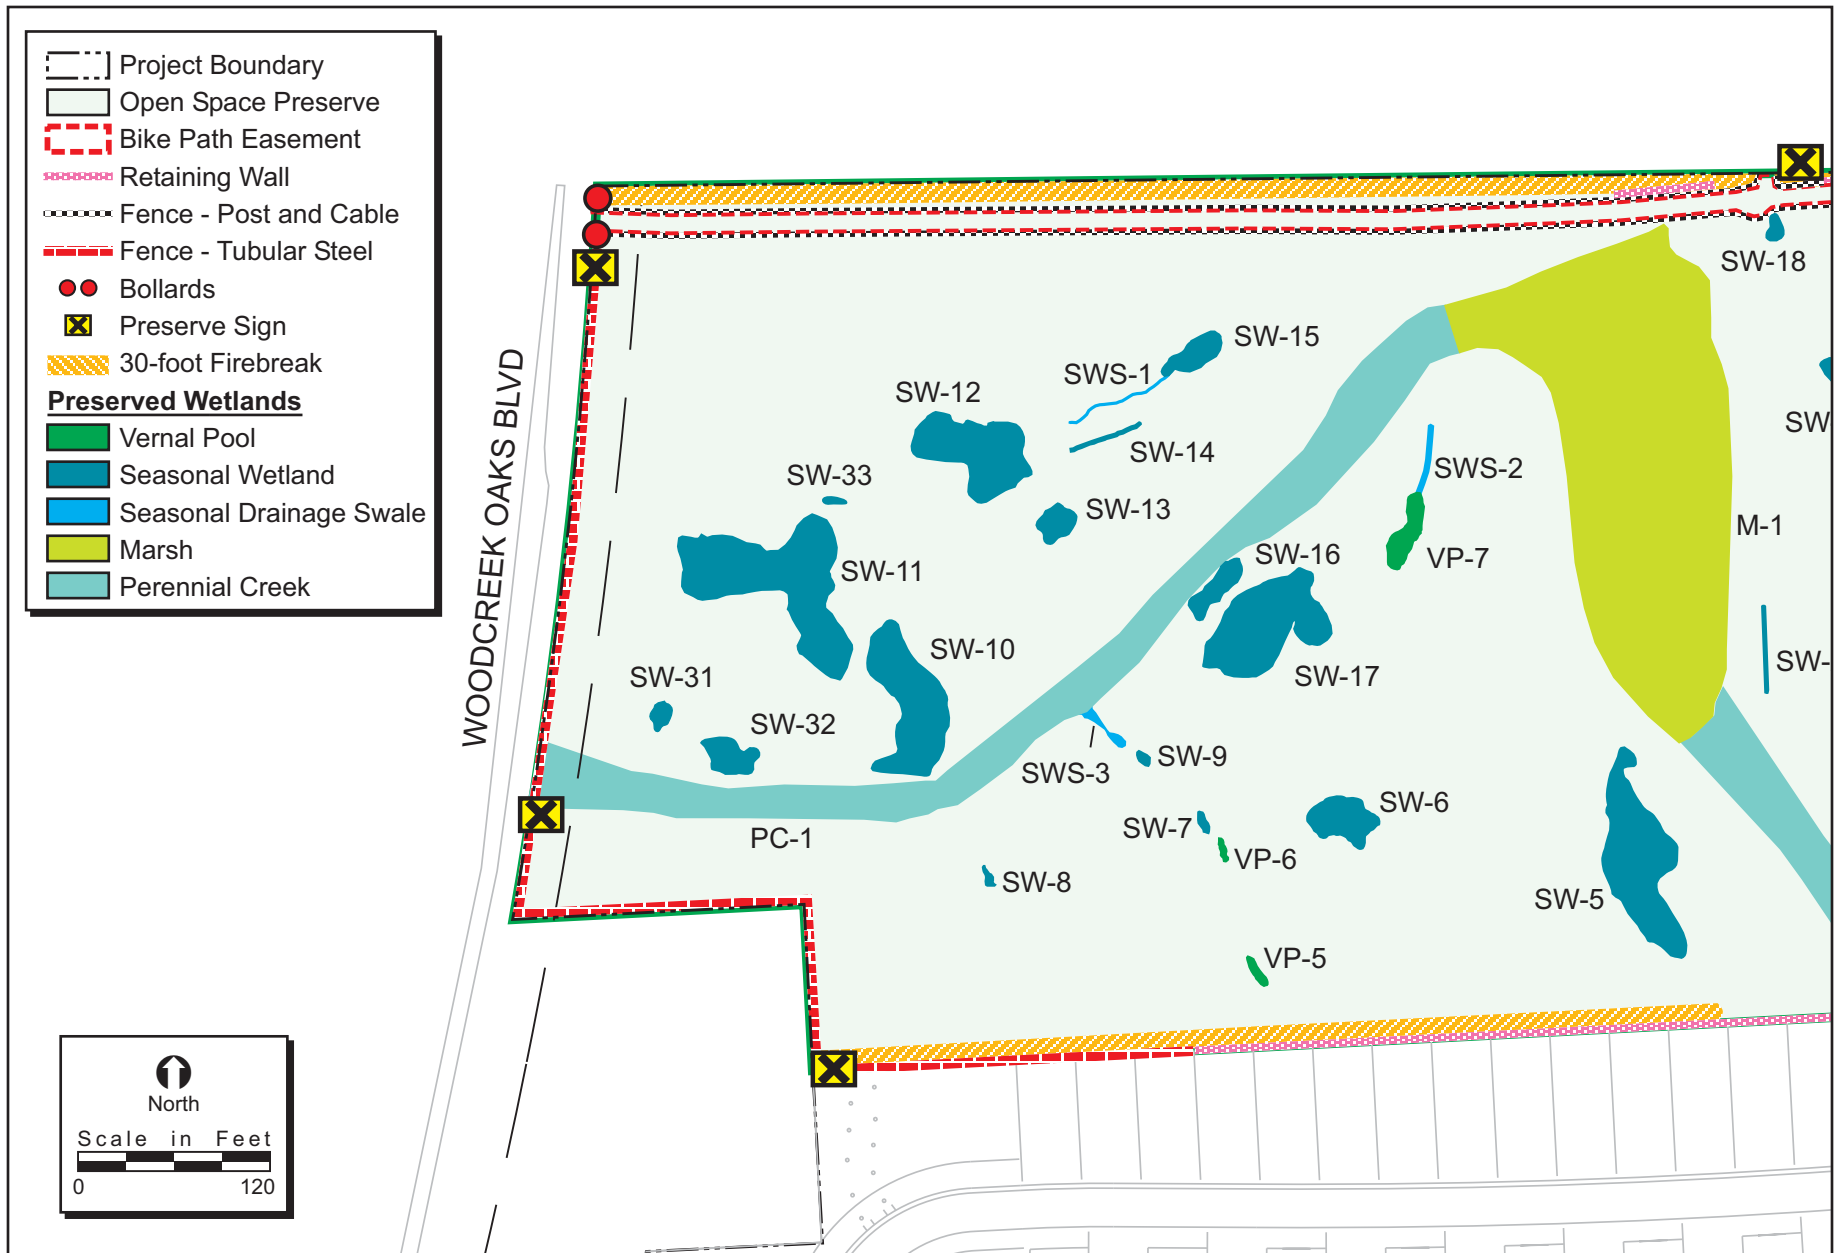 Project Boundary
Open Space Preserve
Bike Path Easement
Retaining Wall
Fence - Post and Cable
Fence - Tubular Steel
Bollards
Preserve Sign
30-foot Firebreak
Preserved Wetlands
Vernal Pool
Seasonal Wetland
Seasonal Drainage Swale
Marsh
Perennial Creek
WOODCREEK OAKS BLVD
SW-18
SW-15
SWS-1
SW-12
SW
SW-14
SWS-2
SW-33
SW-13
M-1
SW-16
VP-7
SW-11
SW-10
SW-
SW-17
SW-31
SW-32
SW-9
SWS-3
SW-6
SW-7
PC-1
VP-6
SW-8
SW-5
VP-5
North
Scale in Feet
0 120